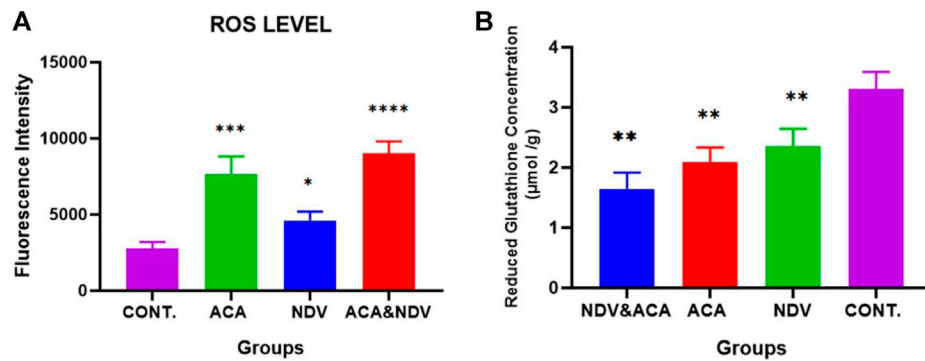 A
ROS LEVEL
Fluorescence Intensity
15000
10000
5000
0
***
*
****
CONT.
ACA
NDV
ACA&NDV
Groups
B
Reduced Glutathione Concentration
(µmol /g)
4
3
2
1
0
**
**
**
NDV&ACA
ACA
NDV
CONT.
Groups